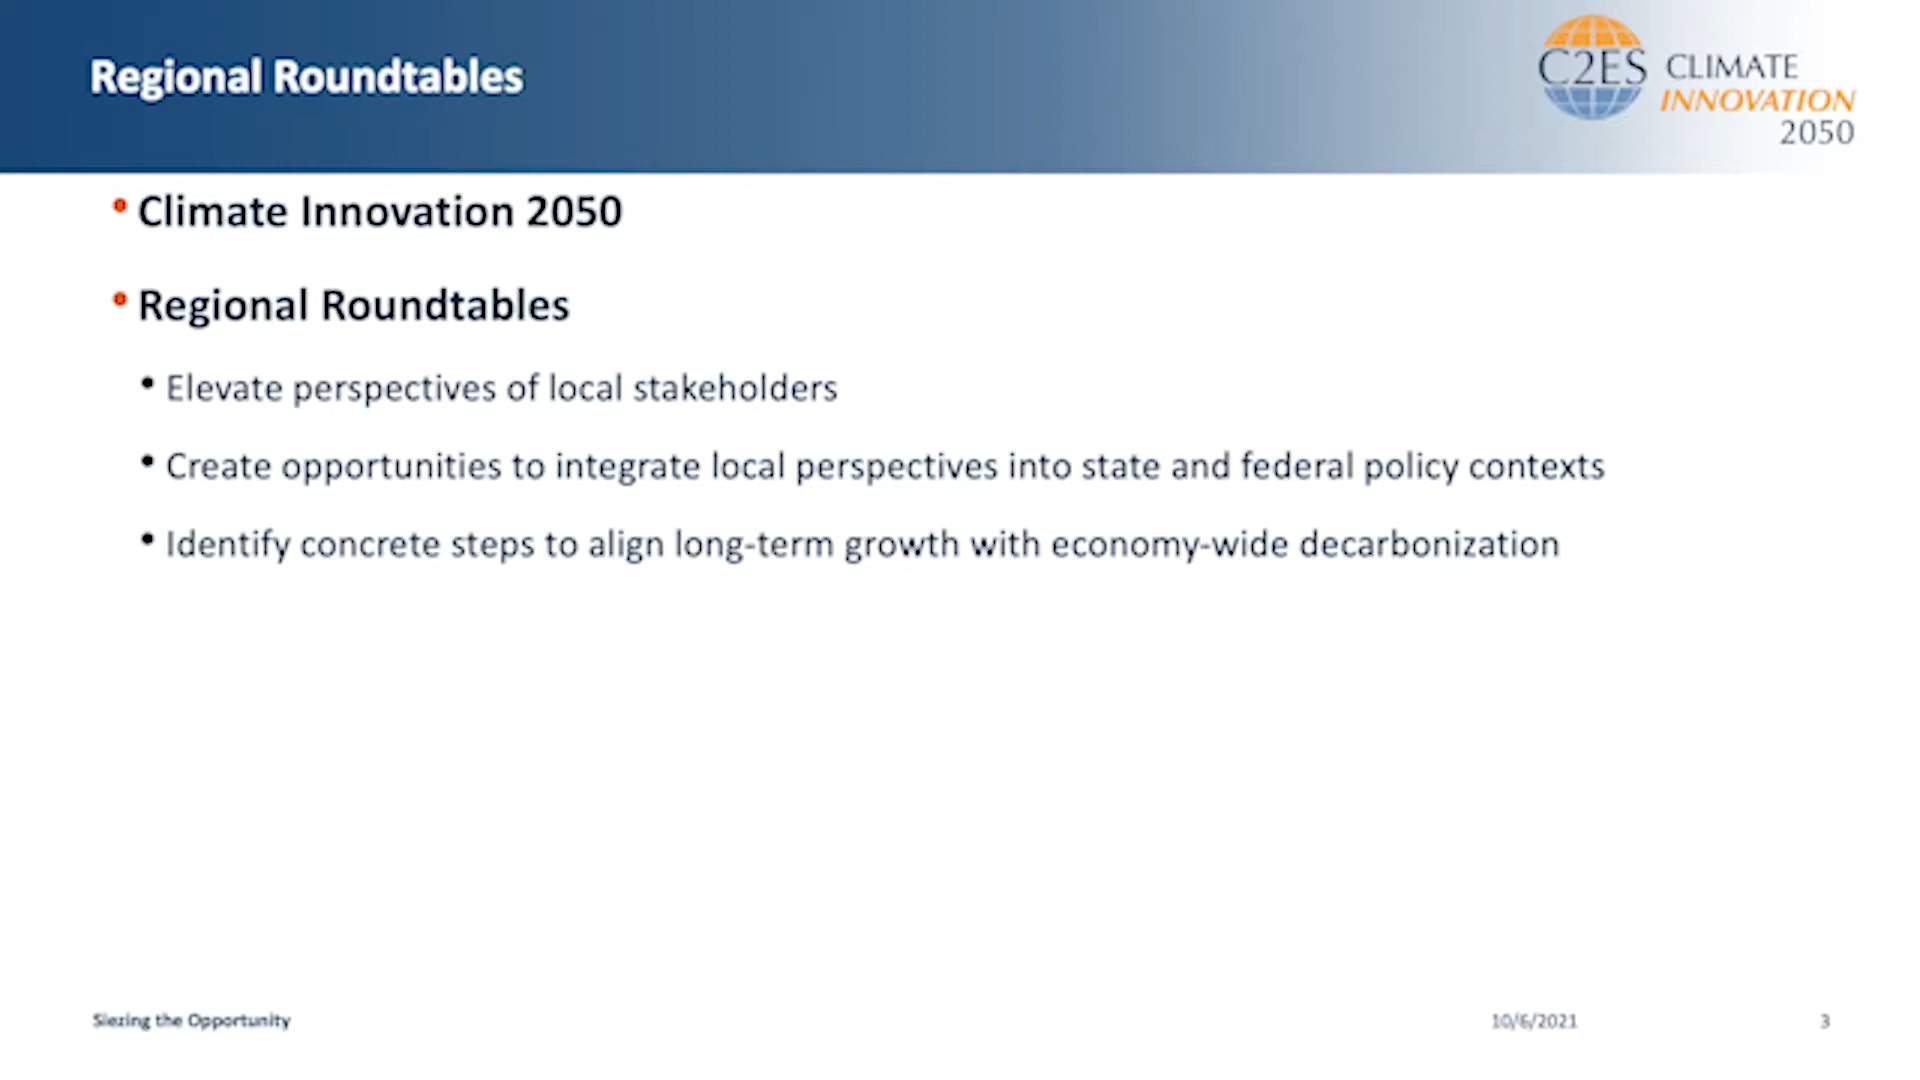 Regional Roundtables
C2ES CLIMATE
INNOVATION
2050
• Climate Innovation 2050
• Regional Roundtables
• Elevate perspectives of local stakeholders
• Create opportunities to integrate local perspectives into state and federal policy contexts
• Identify concrete steps to align long-term growth with economy-wide decarbonization
Siezing the Opportunity
10/6/2021
3